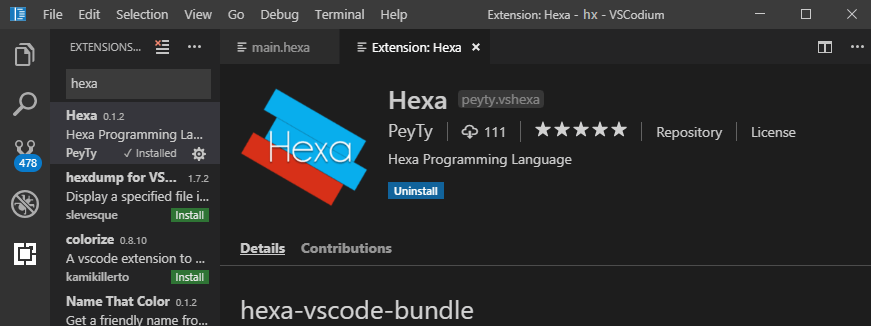 File Edit Selection View Go Debug Terminal Help Extension: Hexa - hx - VSCodium
EXTENSIONS...
main.hexa
Extension: Hexa
hexa
Hexa 0.1.2
Hexa Programming La...
PeyTy ✓ Installed
hexdump for VS... 1.7.2
Display a specified file i...
slevesque Install
colorize 0.8.10
A vscode extension to ...
kamikillerto Install
Name That Color 0.1.2
Get a friendly name fro...
478
Hexa
Hexa peyty.vshexa
PeyTy 111 ★★★★★ Repository License
Hexa Programming Language
Uninstall
Details Contributions
hexa-vscode-bundle